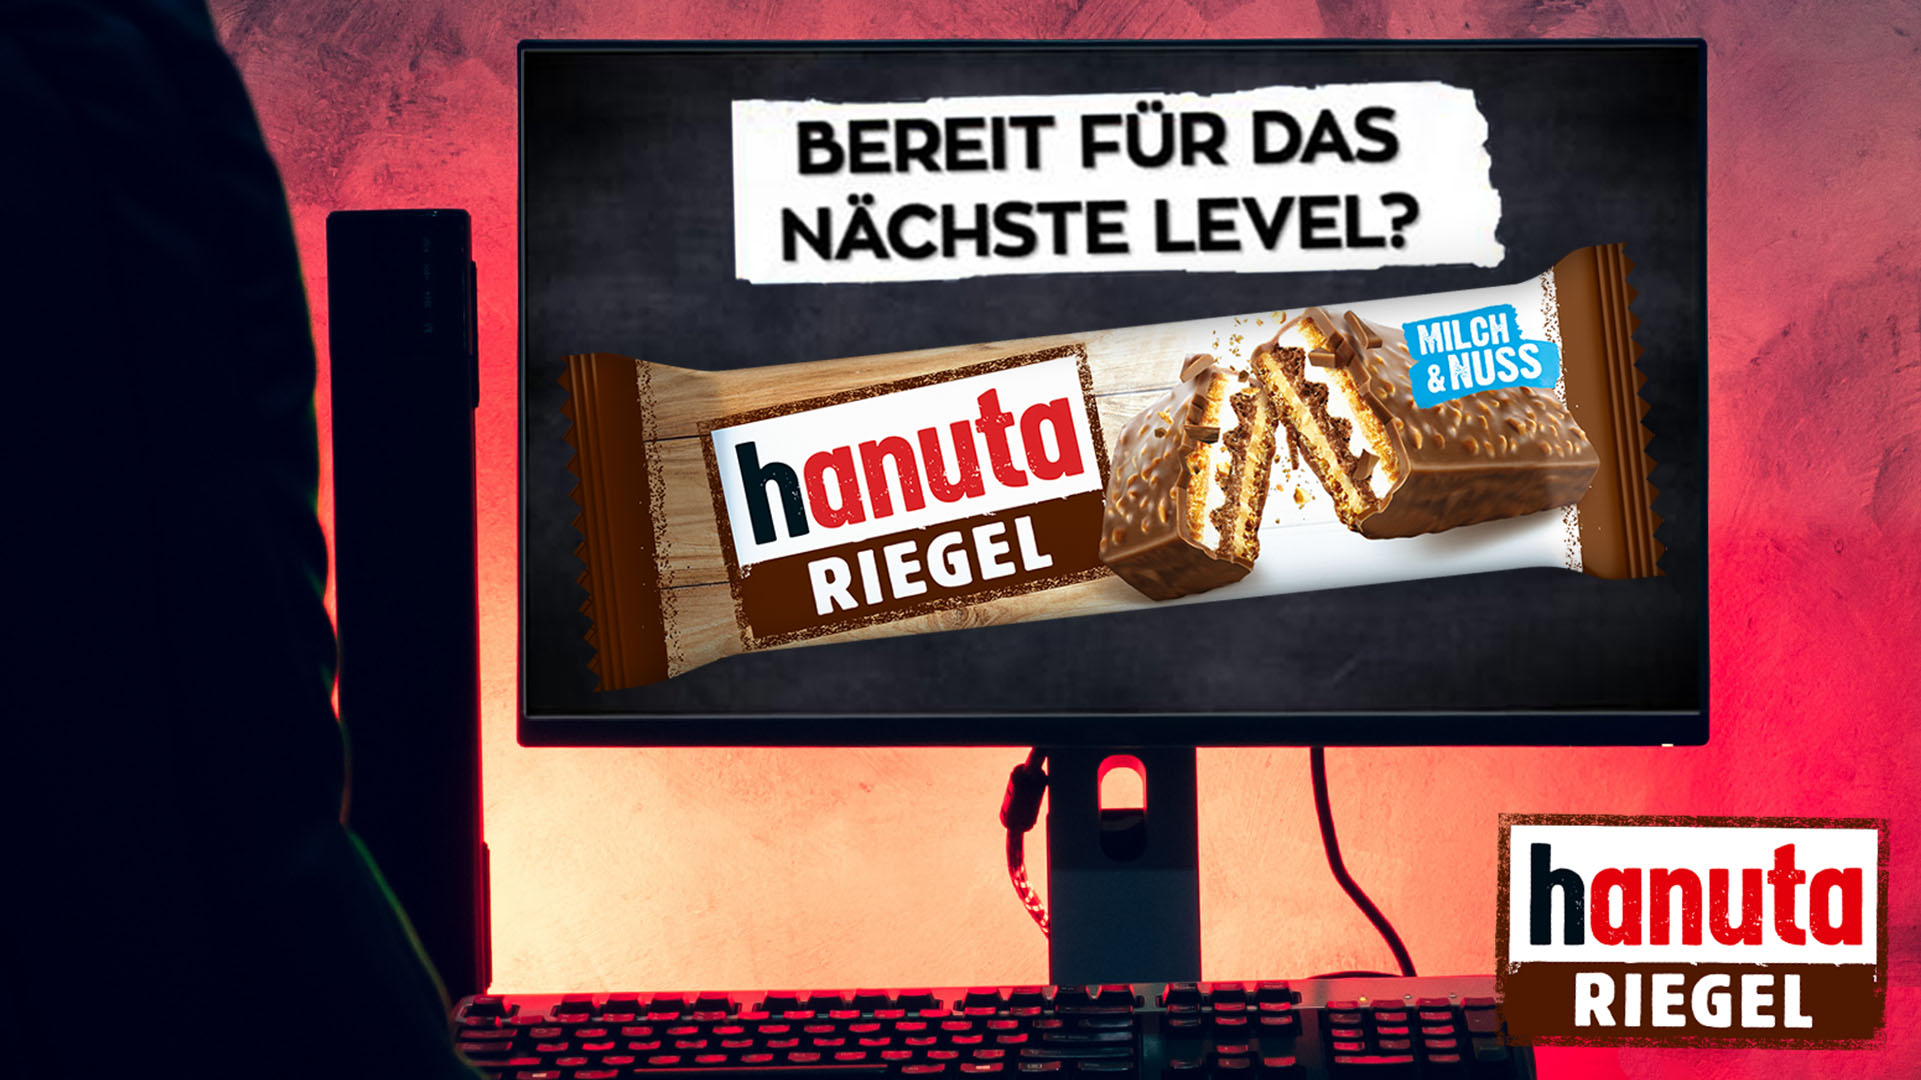 BEREIT FÜR DAS
NÄCHSTE LEVEL?
MILCH
& NUSS
hanuta
RIEGEL
hanuta
RIEGEL